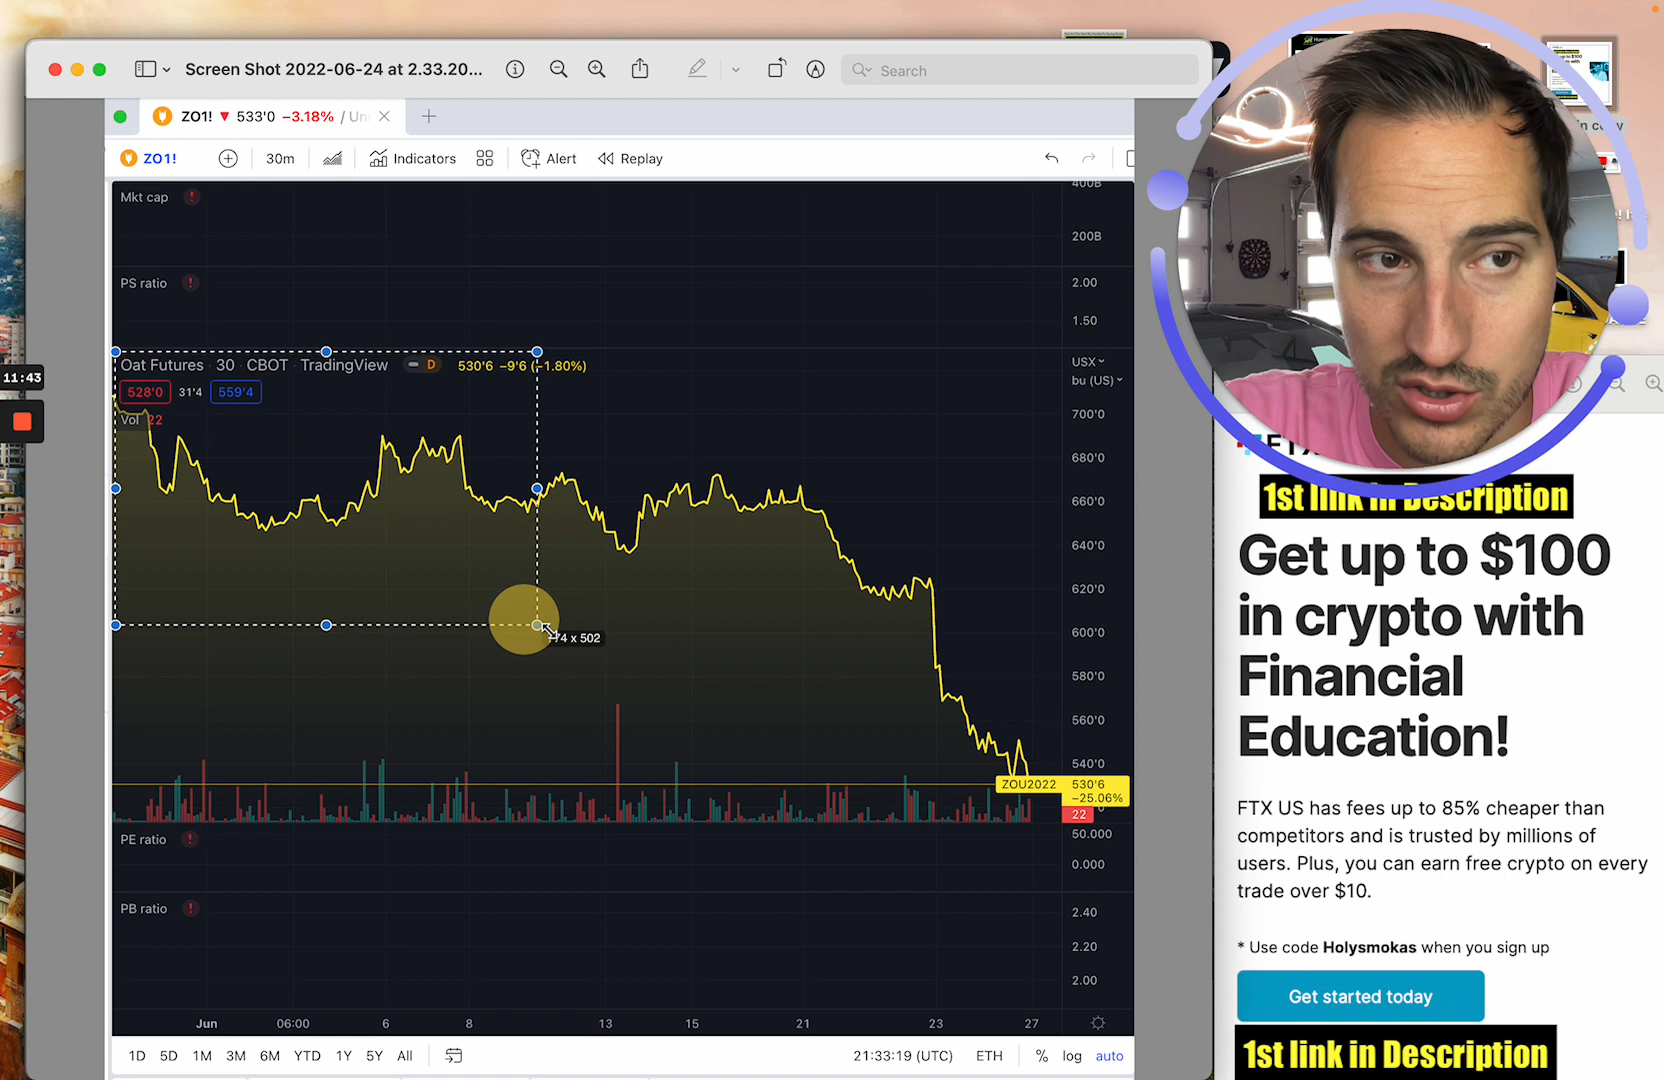 Screen Shot 2022-06-24 at 2.33.20...
Search
ZO1! ▼ 533'0 −3.18% / Un
ZO1!
30m
Indicators
Alert
Replay
Mkt cap
400B
200B
PS ratio
2.00
1.50
11:43
Oat Futures 30 CBOT TradingView
D
530'6 −9'6 (−1.80%)
USX
bu (US)
528'0 31'4 559'4
Vol 22
700'0
680'0
660'0
640'0
620'0
600'0
580'0
560'0
540'0
ZOU2022 530'6
−25.06%
22
PE ratio
50.000
0.000
PB ratio
2.40
2.20
2.00
Jun 06:00 6 8 13 15 21 23 27
1D 5D 1M 3M 6M YTD 1Y 5Y All
21:33:19 (UTC) ETH % log auto
1st link in Description
Get up to $100
in crypto with
Financial
Education!
FTX US has fees up to 85% cheaper than
competitors and is trusted by millions of
users. Plus, you can earn free crypto on every
trade over $10.
* Use code Holysmokas when you sign up
Get started today
1st link in Description